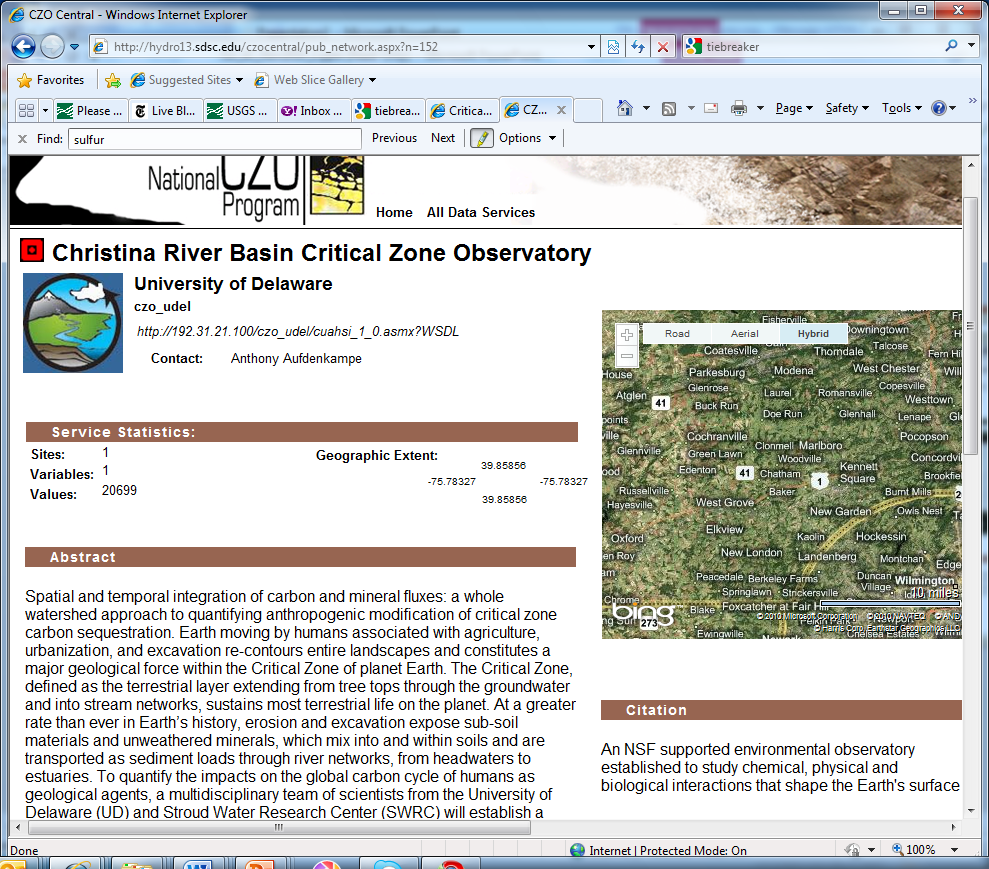 CZO Central - Windows Internet Explorer
http://hydro13.sdsc.edu/czocentral/pub_network.aspx?n=152
tiebreaker
Favorites
Suggested Sites
Web Slice Gallery
Please ...
Live Bl...
USGS ...
Inbox ...
tiebrea...
Critica...
CZ...
Page
Safety
Tools
Find:
sulfur
Previous
Next
Options
National CZO
Program
Home
All Data Services
Christina River Basin Critical Zone Observatory
University of Delaware
czo_udel
http://192.31.21.100/czo_udel/cuahsi_1_0.asmx?WSDL
Contact: Anthony Aufdenkampe
Service Statistics:
Sites: 1
Variables: 1
Values: 20699
Geographic Extent:
39.85856
-75.78327 -75.78327
39.85856
Abstract
Spatial and temporal integration of carbon and mineral fluxes: a whole
watershed approach to quantifying anthropogenic modification of critical zone
carbon sequestration. Earth moving by humans associated with agriculture,
urbanization, and excavation re-contours entire landscapes and constitutes a
major geological force within the Critical Zone of planet Earth. The Critical Zone,
defined as the terrestrial layer extending from tree tops through the groundwater
and into stream networks, sustains most terrestrial life on the planet. At a greater
rate than ever in Earth's history, erosion and excavation expose sub-soil
materials and unweathered minerals, which mix into and within soils and are
transported as sediment loads through river networks, from headwaters to
estuaries. To quantify the impacts on the global carbon cycle of humans as
geological agents, a multidisciplinary team of scientists from the University of
Delaware (UD) and Stroud Water Research Center (SWRC) will establish a
Road
Aerial
Hybrid
Fisherville
Downingtown
Coatesville
Thorndale
Talcose
Fern Hi
House
Parkesburg
Modena
West Chester
Glenrose
Copesville
Atglen
41
Buck Run
Laurel
Romansville
Westtown
Doe Run
Glenhall
Lenape
points
ville
Cochranville
Pocopson
Glennville
Green Lawn
Clonmell
Marlboro
Woodville
Concordvi
ood
Edenton
41
Chatham
1
Kennett
Square
Brookfie
Russellville
Baker
Burnt Mills
2
Hayesville
West Grove
New Garden
Owls Nest
Elkview
Kaolin
Hockessin
Oxford
en Roy
New London
Landenberg
Montchan
Edge
Peacedale
Berkeley Farms
Duncan
Village
Wilmington
Springlawn
Strickersville
Chrome
Blake
Foxcatcher at Fair Hi
10 miles
bing
273
Ewingville
Newark
Chelsea Estates
© 2010 Microsoft Corporation
© 2010 NAVTEQ
© AND
© Harris Corp, Earthstar Geographics LLC
Citation
An NSF supported environmental observatory
established to study chemical, physical and
biological interactions that shape the Earth's surface
Done
Internet | Protected Mode: On
100%